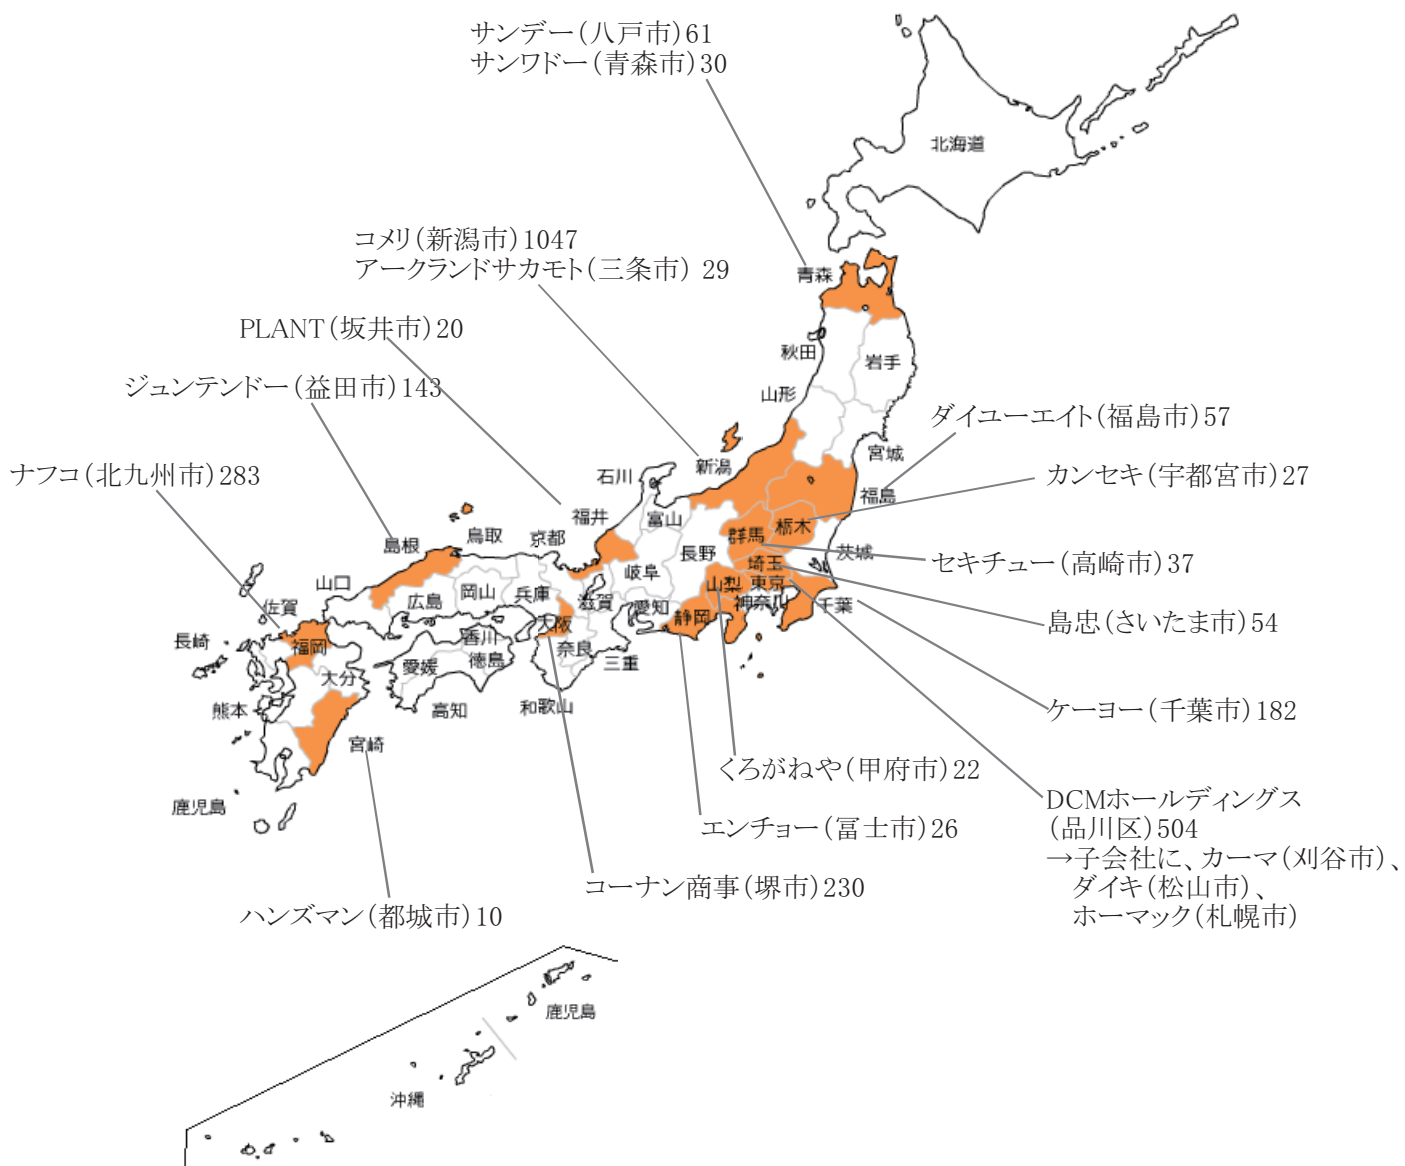 サンデー(八戸市)61
サンワドー(青森市)30
北海道
コメリ(新潟市)1047
アークランドサカモト(三条市) 29
青森
PLANT(坂井市)20
秋田
岩手
ジュンテンドー(益田市)143
山形
ダイユーエイト(福島市)57
宮城
ナフコ(北九州市)283
石川
新潟
カンセキ(宇都宮市)27
福島
福井
富山
栃木
群馬
鳥取
京都
島根
長野
茨城
セキチュー(高崎市)37
埼玉
岐阜
山口
山梨
東京
岡山
兵庫
広島
滋賀
愛知
神奈川
千葉
佐賀
静岡
島忠(さいたま市)54
大阪
長崎
福岡
香川
奈良
愛媛
徳島
三重
大分
熊本
高知
和歌山
ケーヨー(千葉市)182
宮崎
くろがねや(甲府市)22
鹿児島
DCMホールディングス
(品川区)504
→子会社に、カーマ(刈谷市)、
ダイキ(松山市)、
ホーマック(札幌市)
エンチョー(冨士市)26
コーナン商事(堺市)230
ハンズマン(都城市)10
鹿児島
沖縄